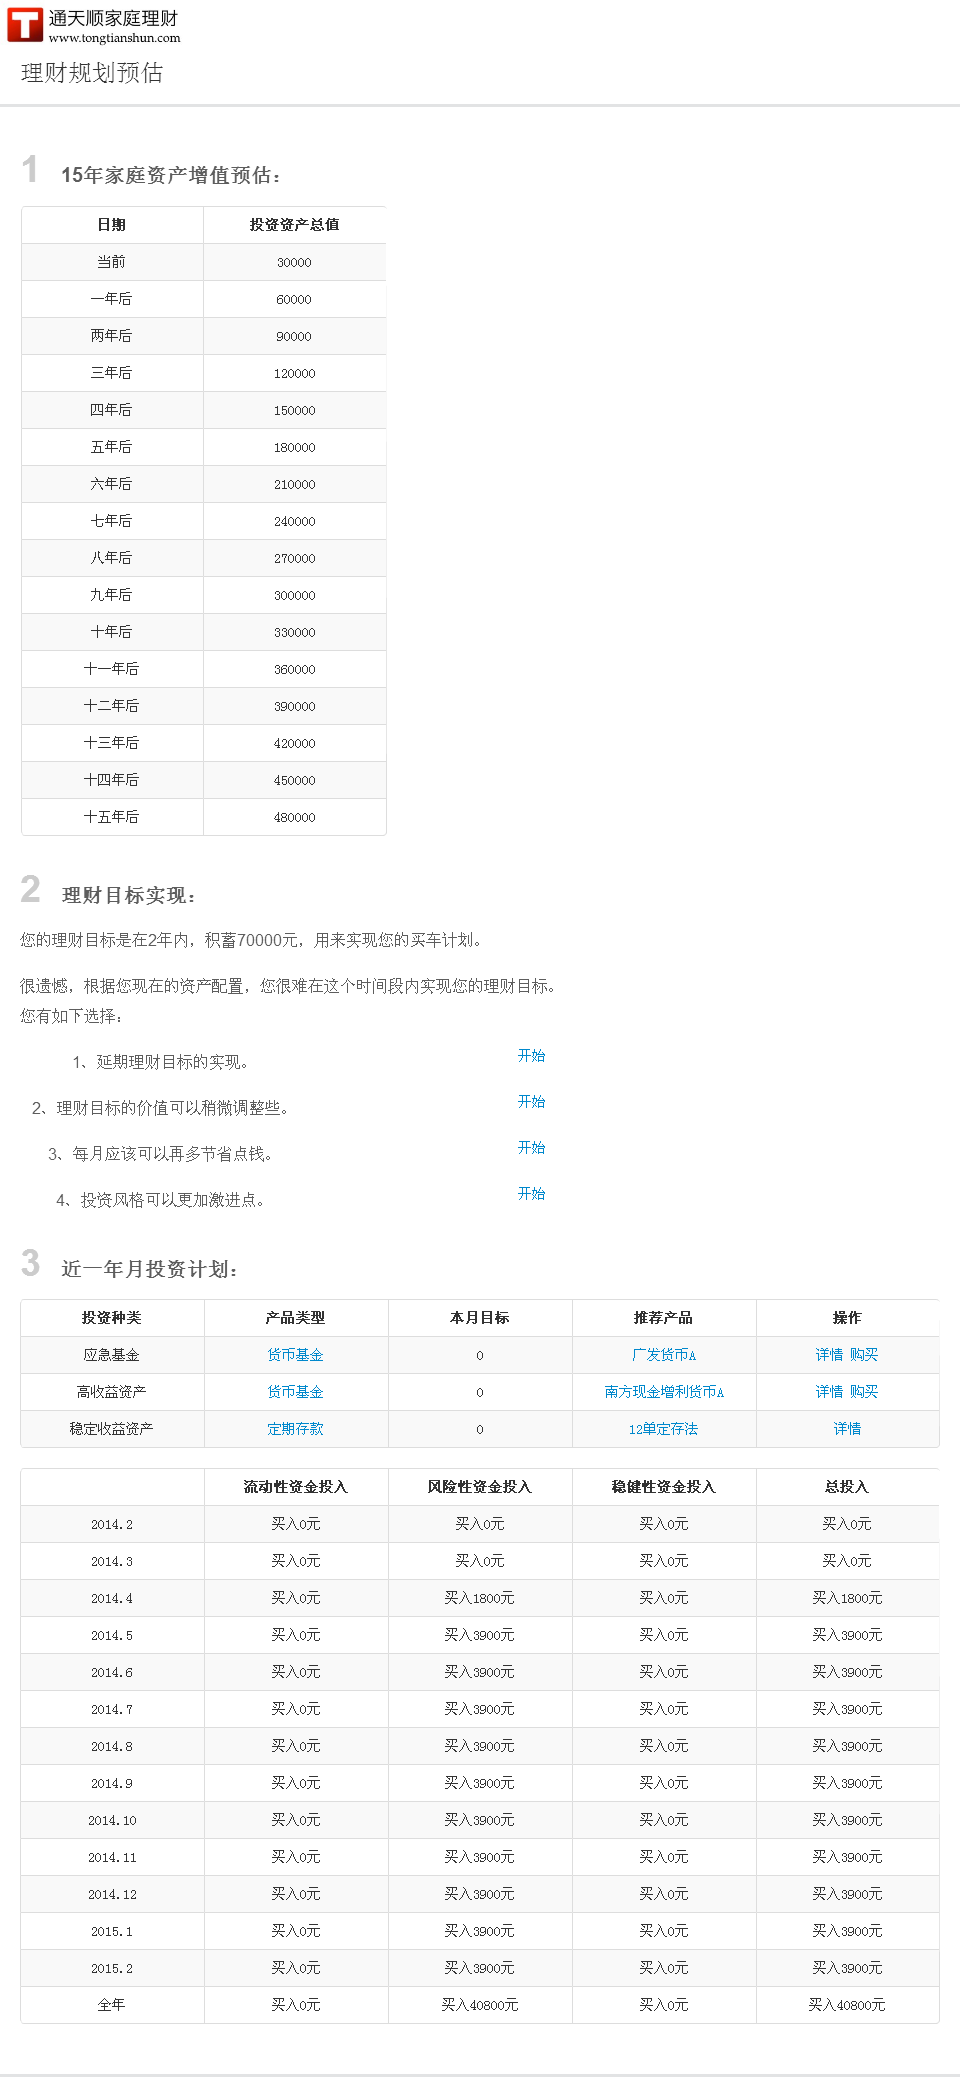 通天顺家庭理财
www.tongtianshun.com
理财规划预估
1 15年家庭资产增值预估：
日期 投资资产总值
当前 30000
一年后 60000
两年后 90000
三年后 120000
四年后 150000
五年后 180000
六年后 210000
七年后 240000
八年后 270000
九年后 300000
十年后 330000
十一年后 360000
十二年后 390000
十三年后 420000
十四年后 450000
十五年后 480000
2 理财目标实现：
您的理财目标是在2年内，积蓄70000元，用来实现您的买车计划。
很遗憾，根据您现在的资产配置，您很难在这个时间段内实现您的理财目标。
您有如下选择：
1、延期理财目标的实现。 开始
2、理财目标的价值可以稍微调整些。 开始
3、每月应该可以再多节省点钱。 开始
4、投资风格可以更加激进点。 开始
3 近一年月投资计划：
投资种类 产品类型 本月目标 推荐产品 操作
应急基金 货币基金 0 广发货币A 详情 购买
高收益资产 货币基金 0 南方现金增利货币A 详情 购买
稳定收益资产 定期存款 0 12单定存法 详情
流动性资金投入 风险性资金投入 稳健性资金投入 总投入
2014.2 买入0元 买入0元 买入0元 买入0元
2014.3 买入0元 买入0元 买入0元 买入0元
2014.4 买入0元 买入1800元 买入0元 买入1800元
2014.5 买入0元 买入3900元 买入0元 买入3900元
2014.6 买入0元 买入3900元 买入0元 买入3900元
2014.7 买入0元 买入3900元 买入0元 买入3900元
2014.8 买入0元 买入3900元 买入0元 买入3900元
2014.9 买入0元 买入3900元 买入0元 买入3900元
2014.10 买入0元 买入3900元 买入0元 买入3900元
2014.11 买入0元 买入3900元 买入0元 买入3900元
2014.12 买入0元 买入3900元 买入0元 买入3900元
2015.1 买入0元 买入3900元 买入0元 买入3900元
2015.2 买入0元 买入3900元 买入0元 买入3900元
全年 买入0元 买入40800元 买入0元 买入40800元